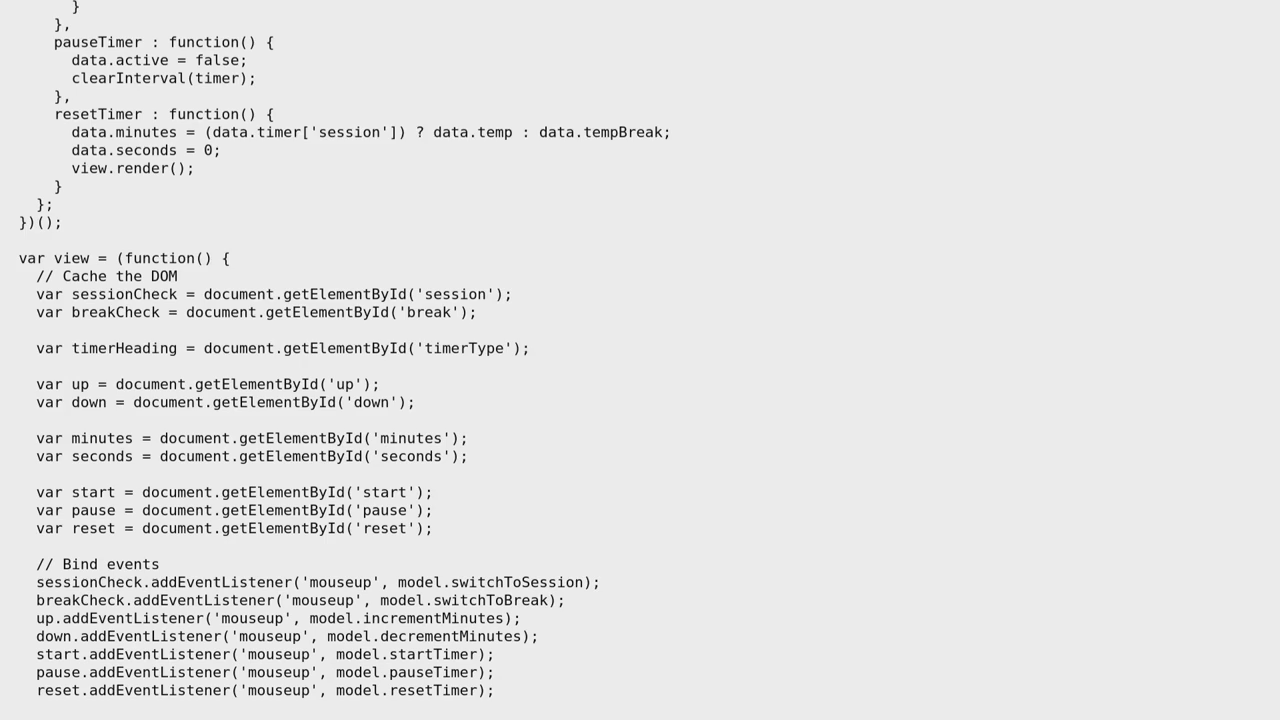 }
    },
    pauseTimer : function() {
      data.active = false;
      clearInterval(timer);
    },
    resetTimer : function() {
      data.minutes = (data.timer['session']) ? data.temp : data.tempBreak;
      data.seconds = 0;
      view.render();
    }
  };
})();

var view = (function() {
  // Cache the DOM
  var sessionCheck = document.getElementById('session');
  var breakCheck = document.getElementById('break');

  var timerHeading = document.getElementById('timerType');

  var up = document.getElementById('up');
  var down = document.getElementById('down');

  var minutes = document.getElementById('minutes');
  var seconds = document.getElementById('seconds');

  var start = document.getElementById('start');
  var pause = document.getElementById('pause');
  var reset = document.getElementById('reset');

  // Bind events
  sessionCheck.addEventListener('mouseup', model.switchToSession);
  breakCheck.addEventListener('mouseup', model.switchToBreak);
  up.addEventListener('mouseup', model.incrementMinutes);
  down.addEventListener('mouseup', model.decrementMinutes);
  start.addEventListener('mouseup', model.startTimer);
  pause.addEventListener('mouseup', model.pauseTimer);
  reset.addEventListener('mouseup', model.resetTimer);